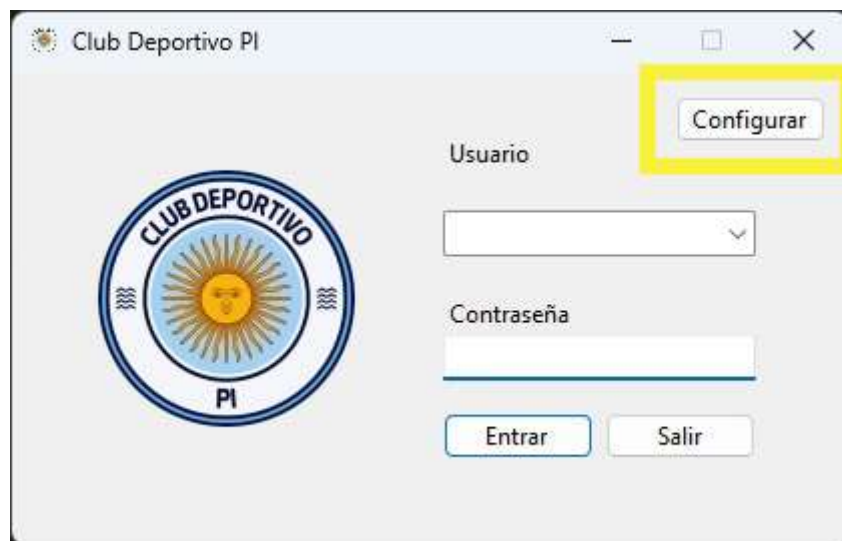 Club Deportivo PI
Configurar
Usuario
CLUB DEPORTIVO
PI
Contraseña
Entrar
Salir